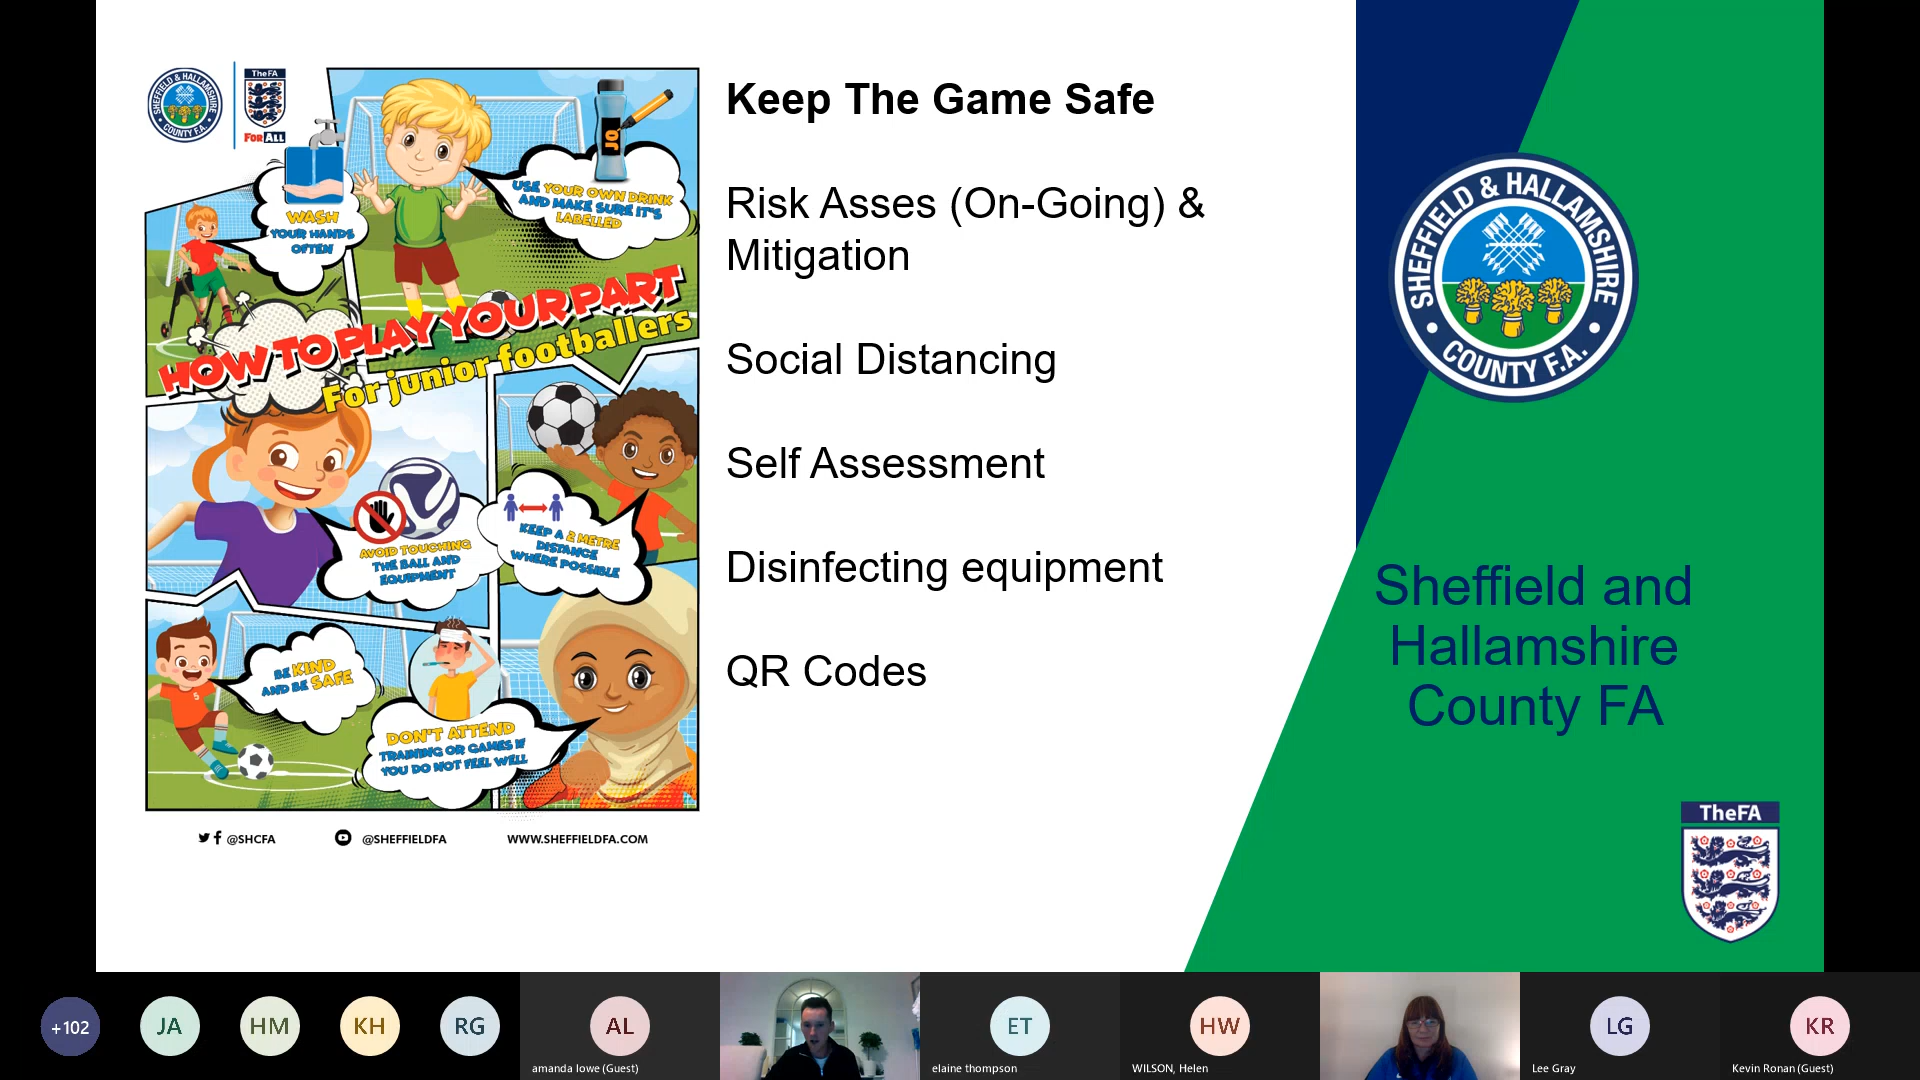 SHEFFIELD & HALLAMSHIRE
COUNTY F.A.
TheFA
FOR ALL
WASH
YOUR HANDS
OFTEN
JO
USE YOUR OWN DRINK
AND MAKE SURE IT'S
LABELLED
HOW TO PLAY YOUR PART
For junior footballers
AVOID TOUCHING
THE BALL AND
EQUIPMENT
KEEP A 2 METRE
DISTANCE
WHERE POSSIBLE
BE KIND
AND BE SAFE
5
DON'T ATTEND
TRAINING OR GAMES IF
YOU DO NOT FEEL WELL
@SHCFA
@SHEFFIELDFA
WWW.SHEFFIELDFA.COM
Keep The Game Safe
Risk Asses (On-Going) &
Mitigation
Social Distancing
Self Assessment
Disinfecting equipment
QR Codes
SHEFFIELD & HALLAMSHIRE
COUNTY F.A.
Sheffield and
Hallamshire
County FA
TheFA
+102
JA
HM
KH
RG
AL
amanda lowe (Guest)
ET
elaine thompson
HW
WILSON, Helen
LG
Lee Gray
KR
Kevin Ronan (Guest)